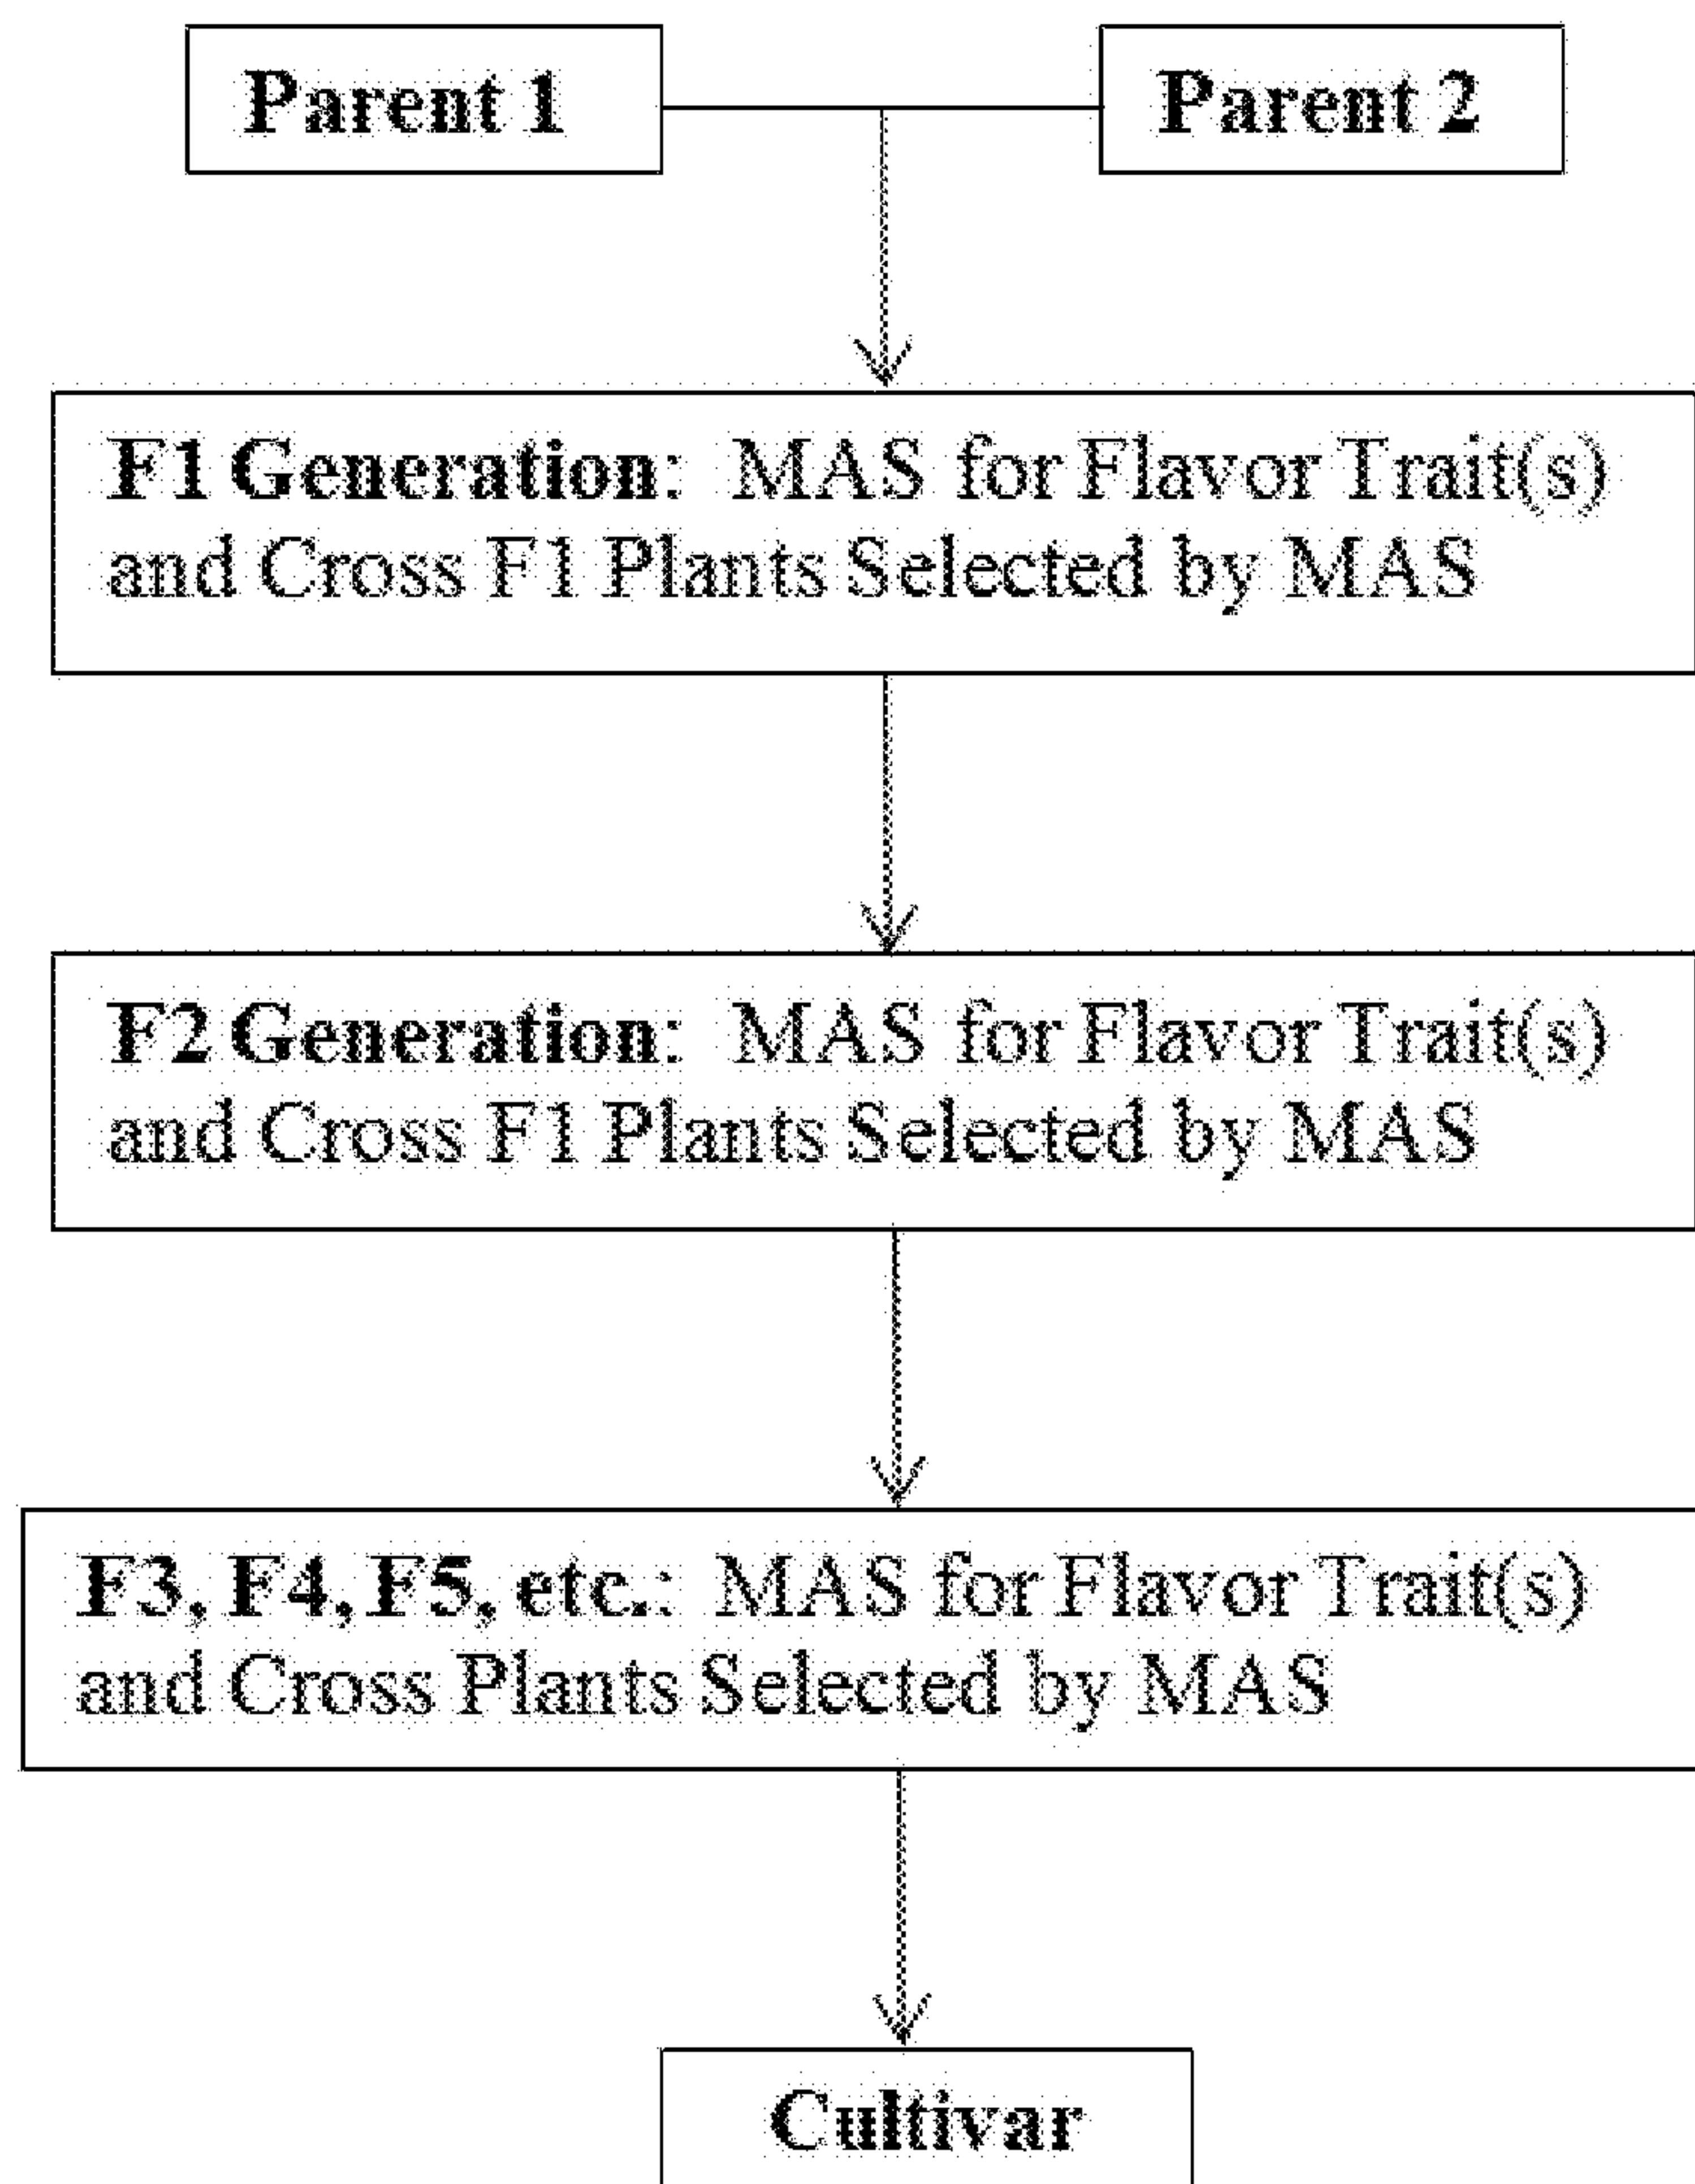 Parent 1
Parent 2
F1 Generation: MAS for Flavor Trait(s)
and Cross F1 Plants Selected by MAS
F2 Generation: MAS for Flavor Trait(s)
and Cross F1 Plants Selected by MAS
F3, F4, F5, etc.: MAS for Flavor Trait(s)
and Cross Plants Selected by MAS
Cultivar